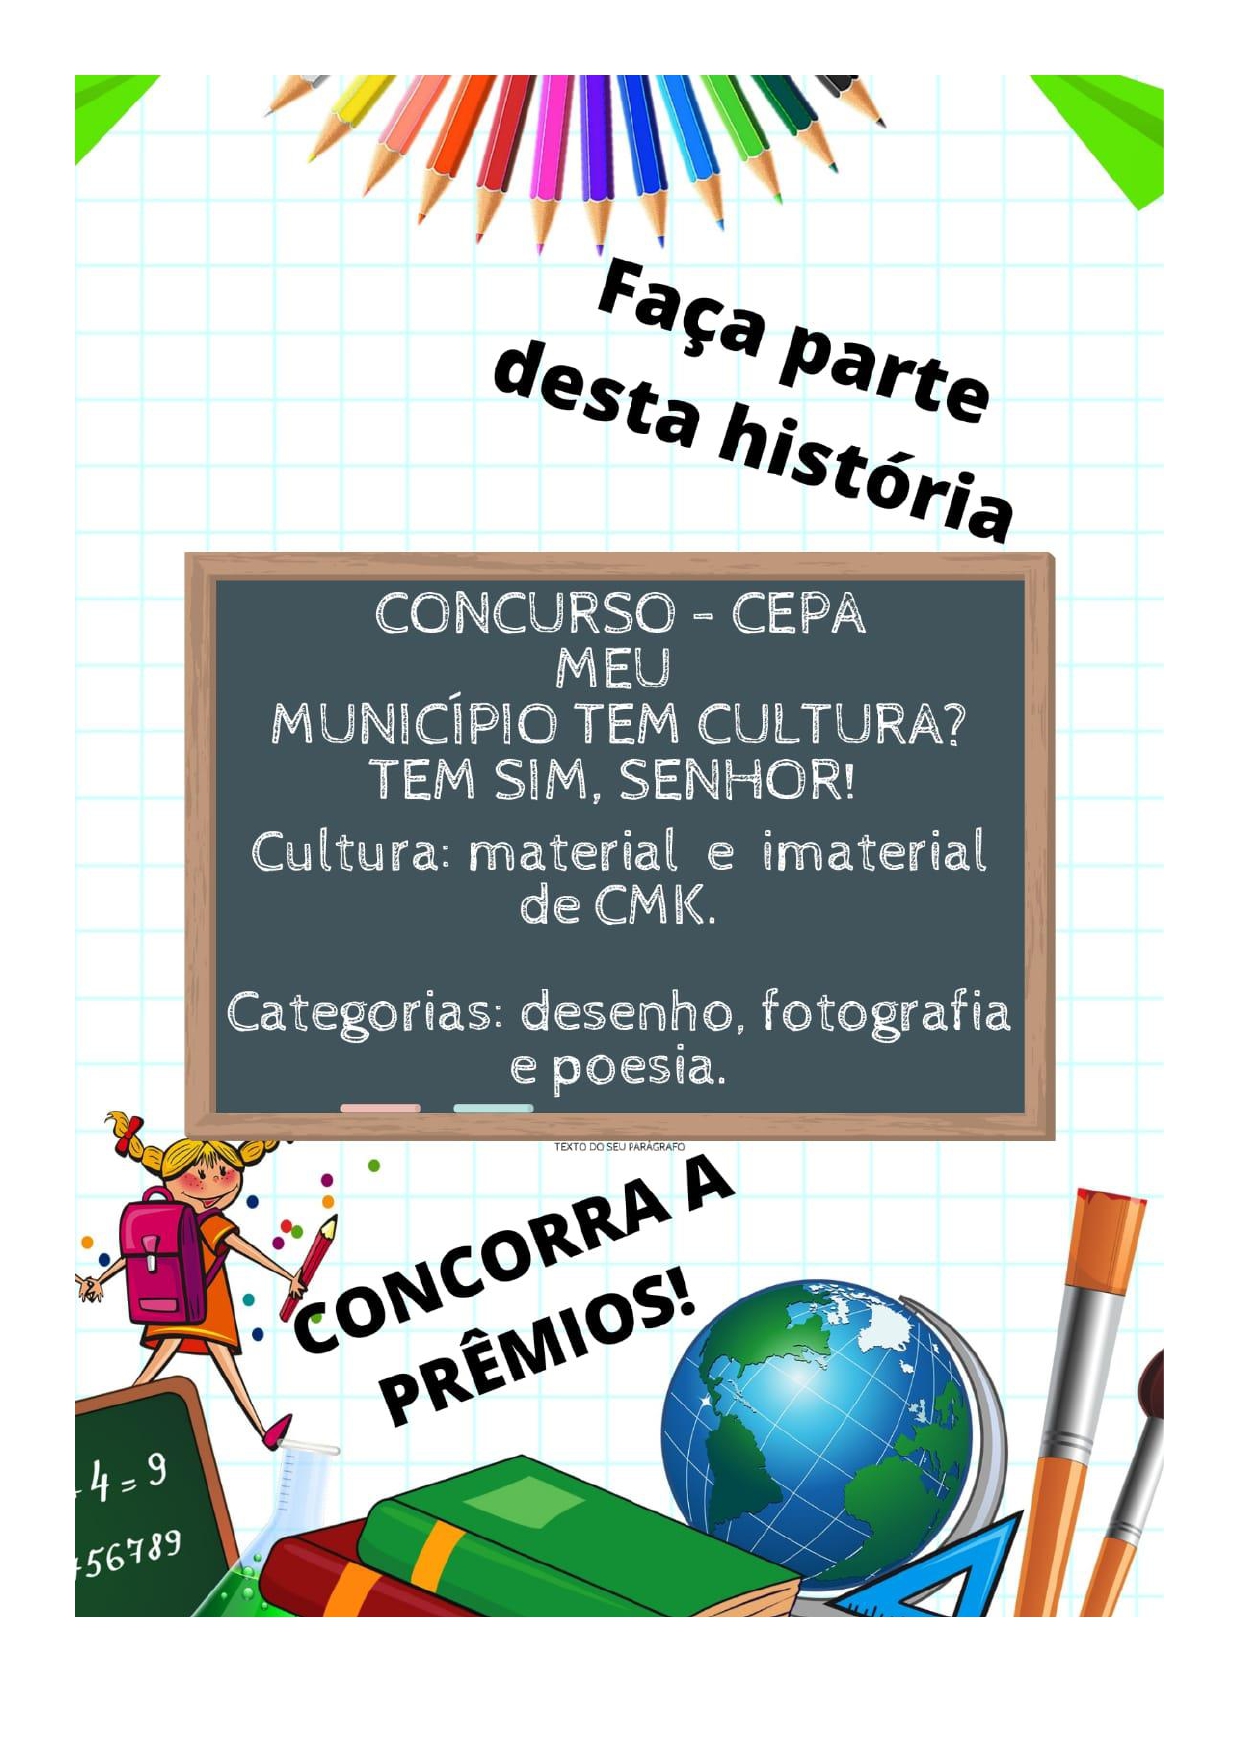 Faça parte
desta história
CONCURSO - CEPA
MEU
MUNICÍPIO TEM CULTURA?
TEM SIM, SENHOR!
Cultura: material e imaterial
de CMK.
Categorias: desenho, fotografia
e poesia.
TEXTO DO SEU PARÁGRAFO
CONCORRA A
PRÊMIOS!
4 = 9
56789